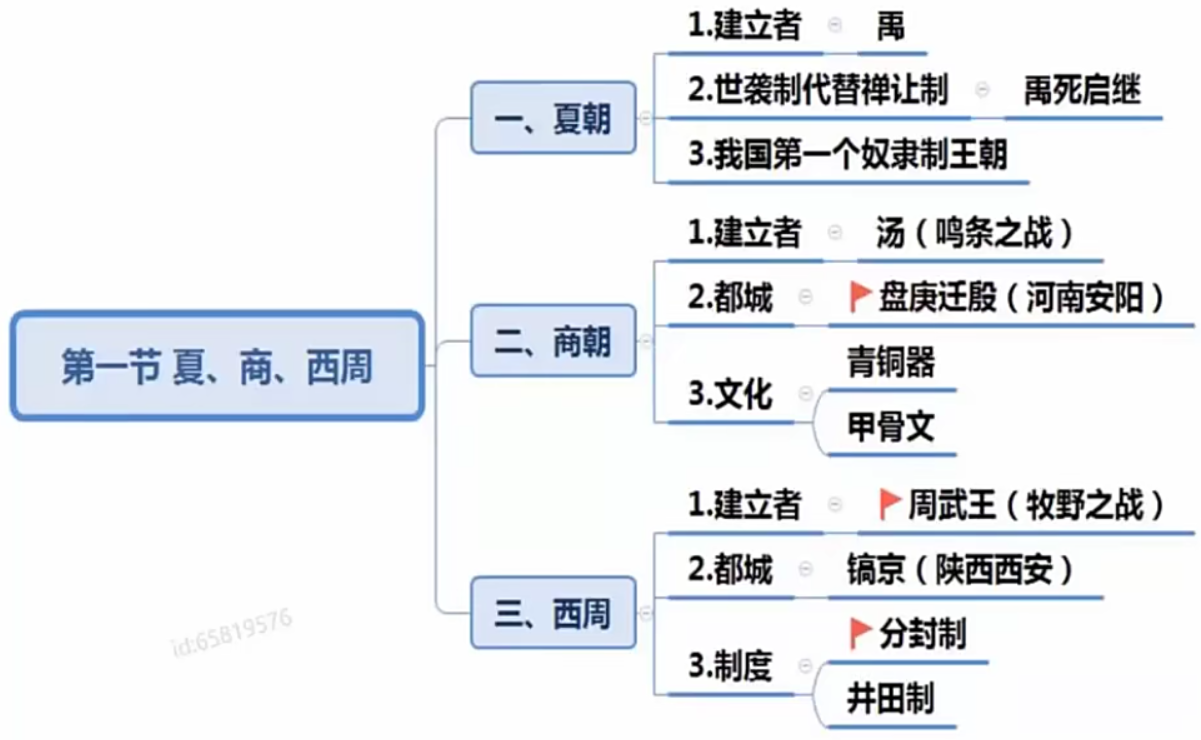 第一节 夏、商、西周
一、夏朝
1.建立者 禹
2.世袭制代替禅让制 禹死启继
3.我国第一个奴隶制王朝
二、商朝
1.建立者 汤（鸣条之战）
2.都城 盘庚迁殷（河南安阳）
3.文化
青铜器
甲骨文
三、西周
1.建立者 周武王（牧野之战）
2.都城 镐京（陕西西安）
3.制度
分封制
井田制
id:65819576